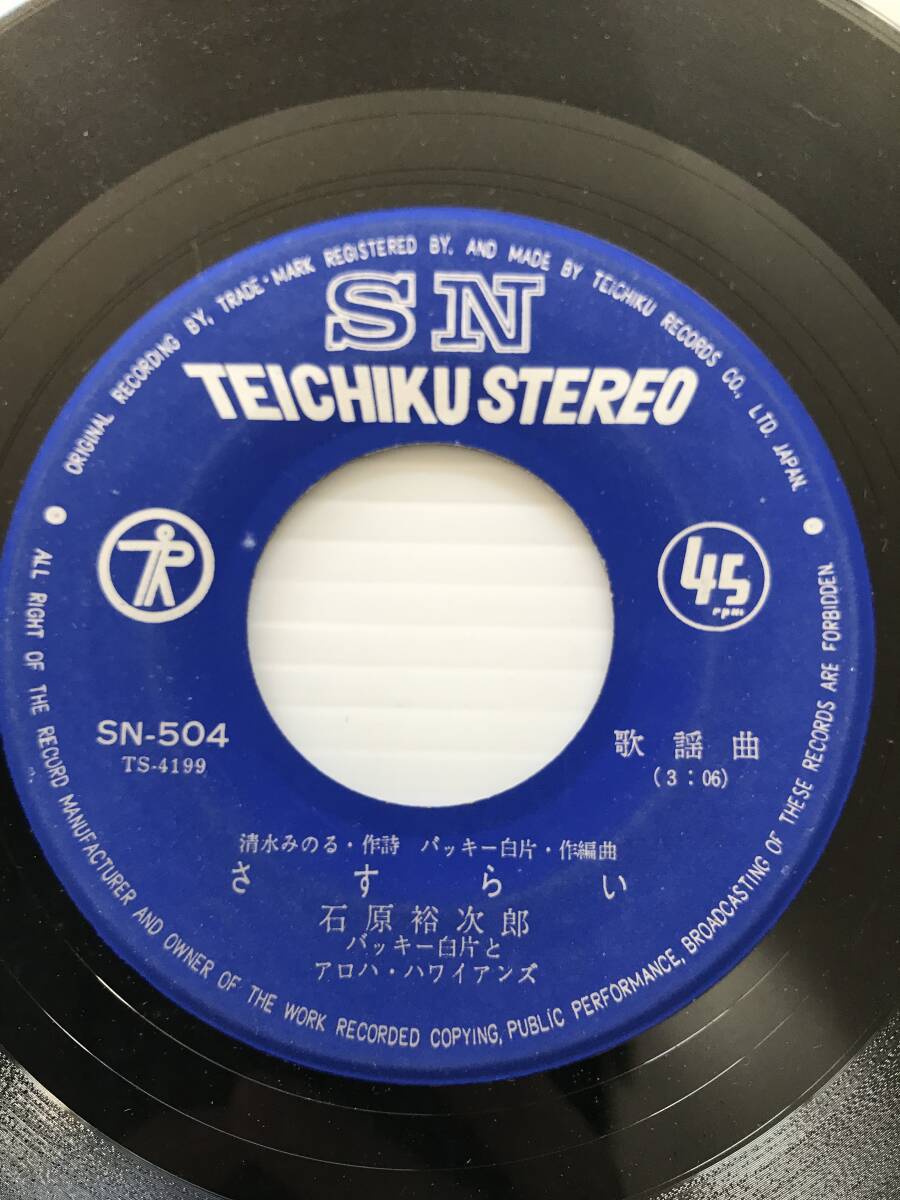 ORIGINAL RECORDING BY, TRADE-MARK REGISTERED BY, AND MADE BY TEICHIKU RECORDS CO., LTD. JAPAN.
SN
TEICHIKU STEREO
TR
45
rpm
SN-504
TS-4199
歌謡曲
(3:06)
清水みのる・作詩 バッキー白片・作編曲
さすらい
石原裕次郎
バッキー白片と
アロハ・ハワイアンズ
ALL RIGHT OF THE RECURD MANUFACTURER AND OWNER OF THE WORK RECORDED COPYING, PUBLIC PERFORMANCE, BROADCASTING OF THESE RECORDS ARE FORBIDDEN.